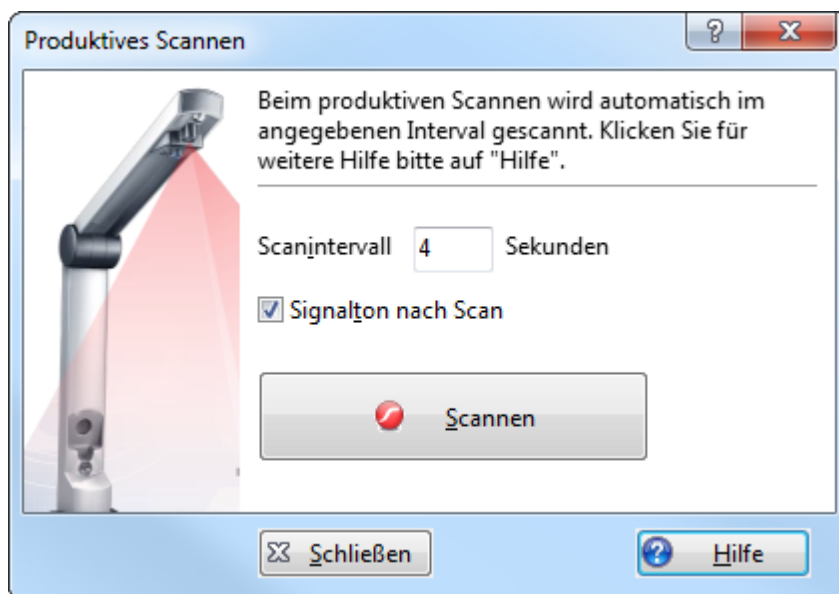 Produktives Scannen
Beim produktiven Scannen wird automatisch im
angegebenen Interval gescannt. Klicken Sie für
weitere Hilfe bitte auf "Hilfe".
Scanintervall 4 Sekunden
Signalton nach Scan
Scannen
Schließen Hilfe